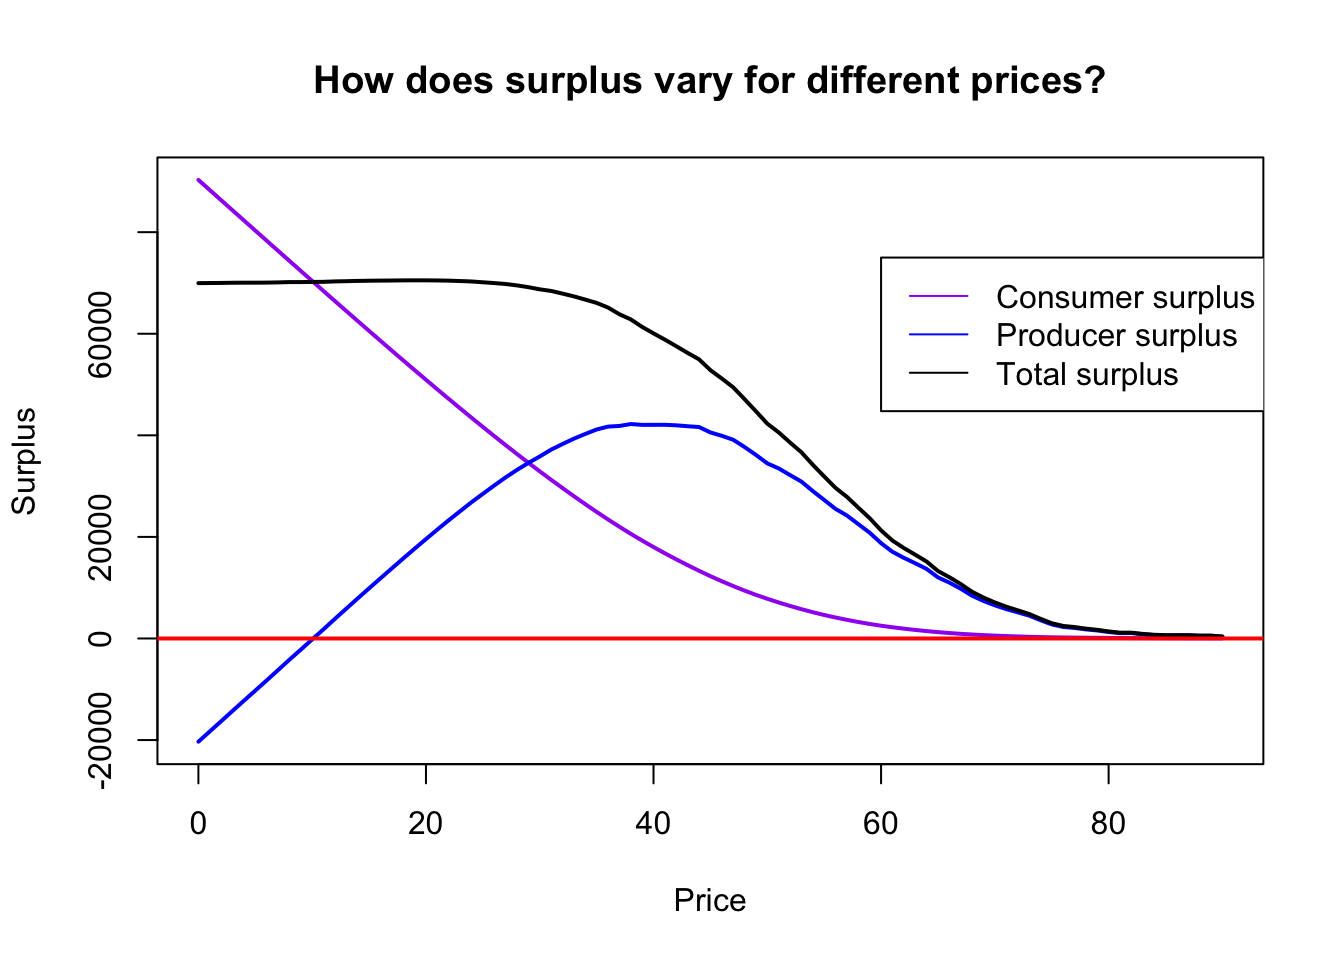 How does surplus vary for different prices?
60000
20000
0
-20000
Surplus
Consumer surplus
Producer surplus
Total surplus
0 20 40 60 80
Price